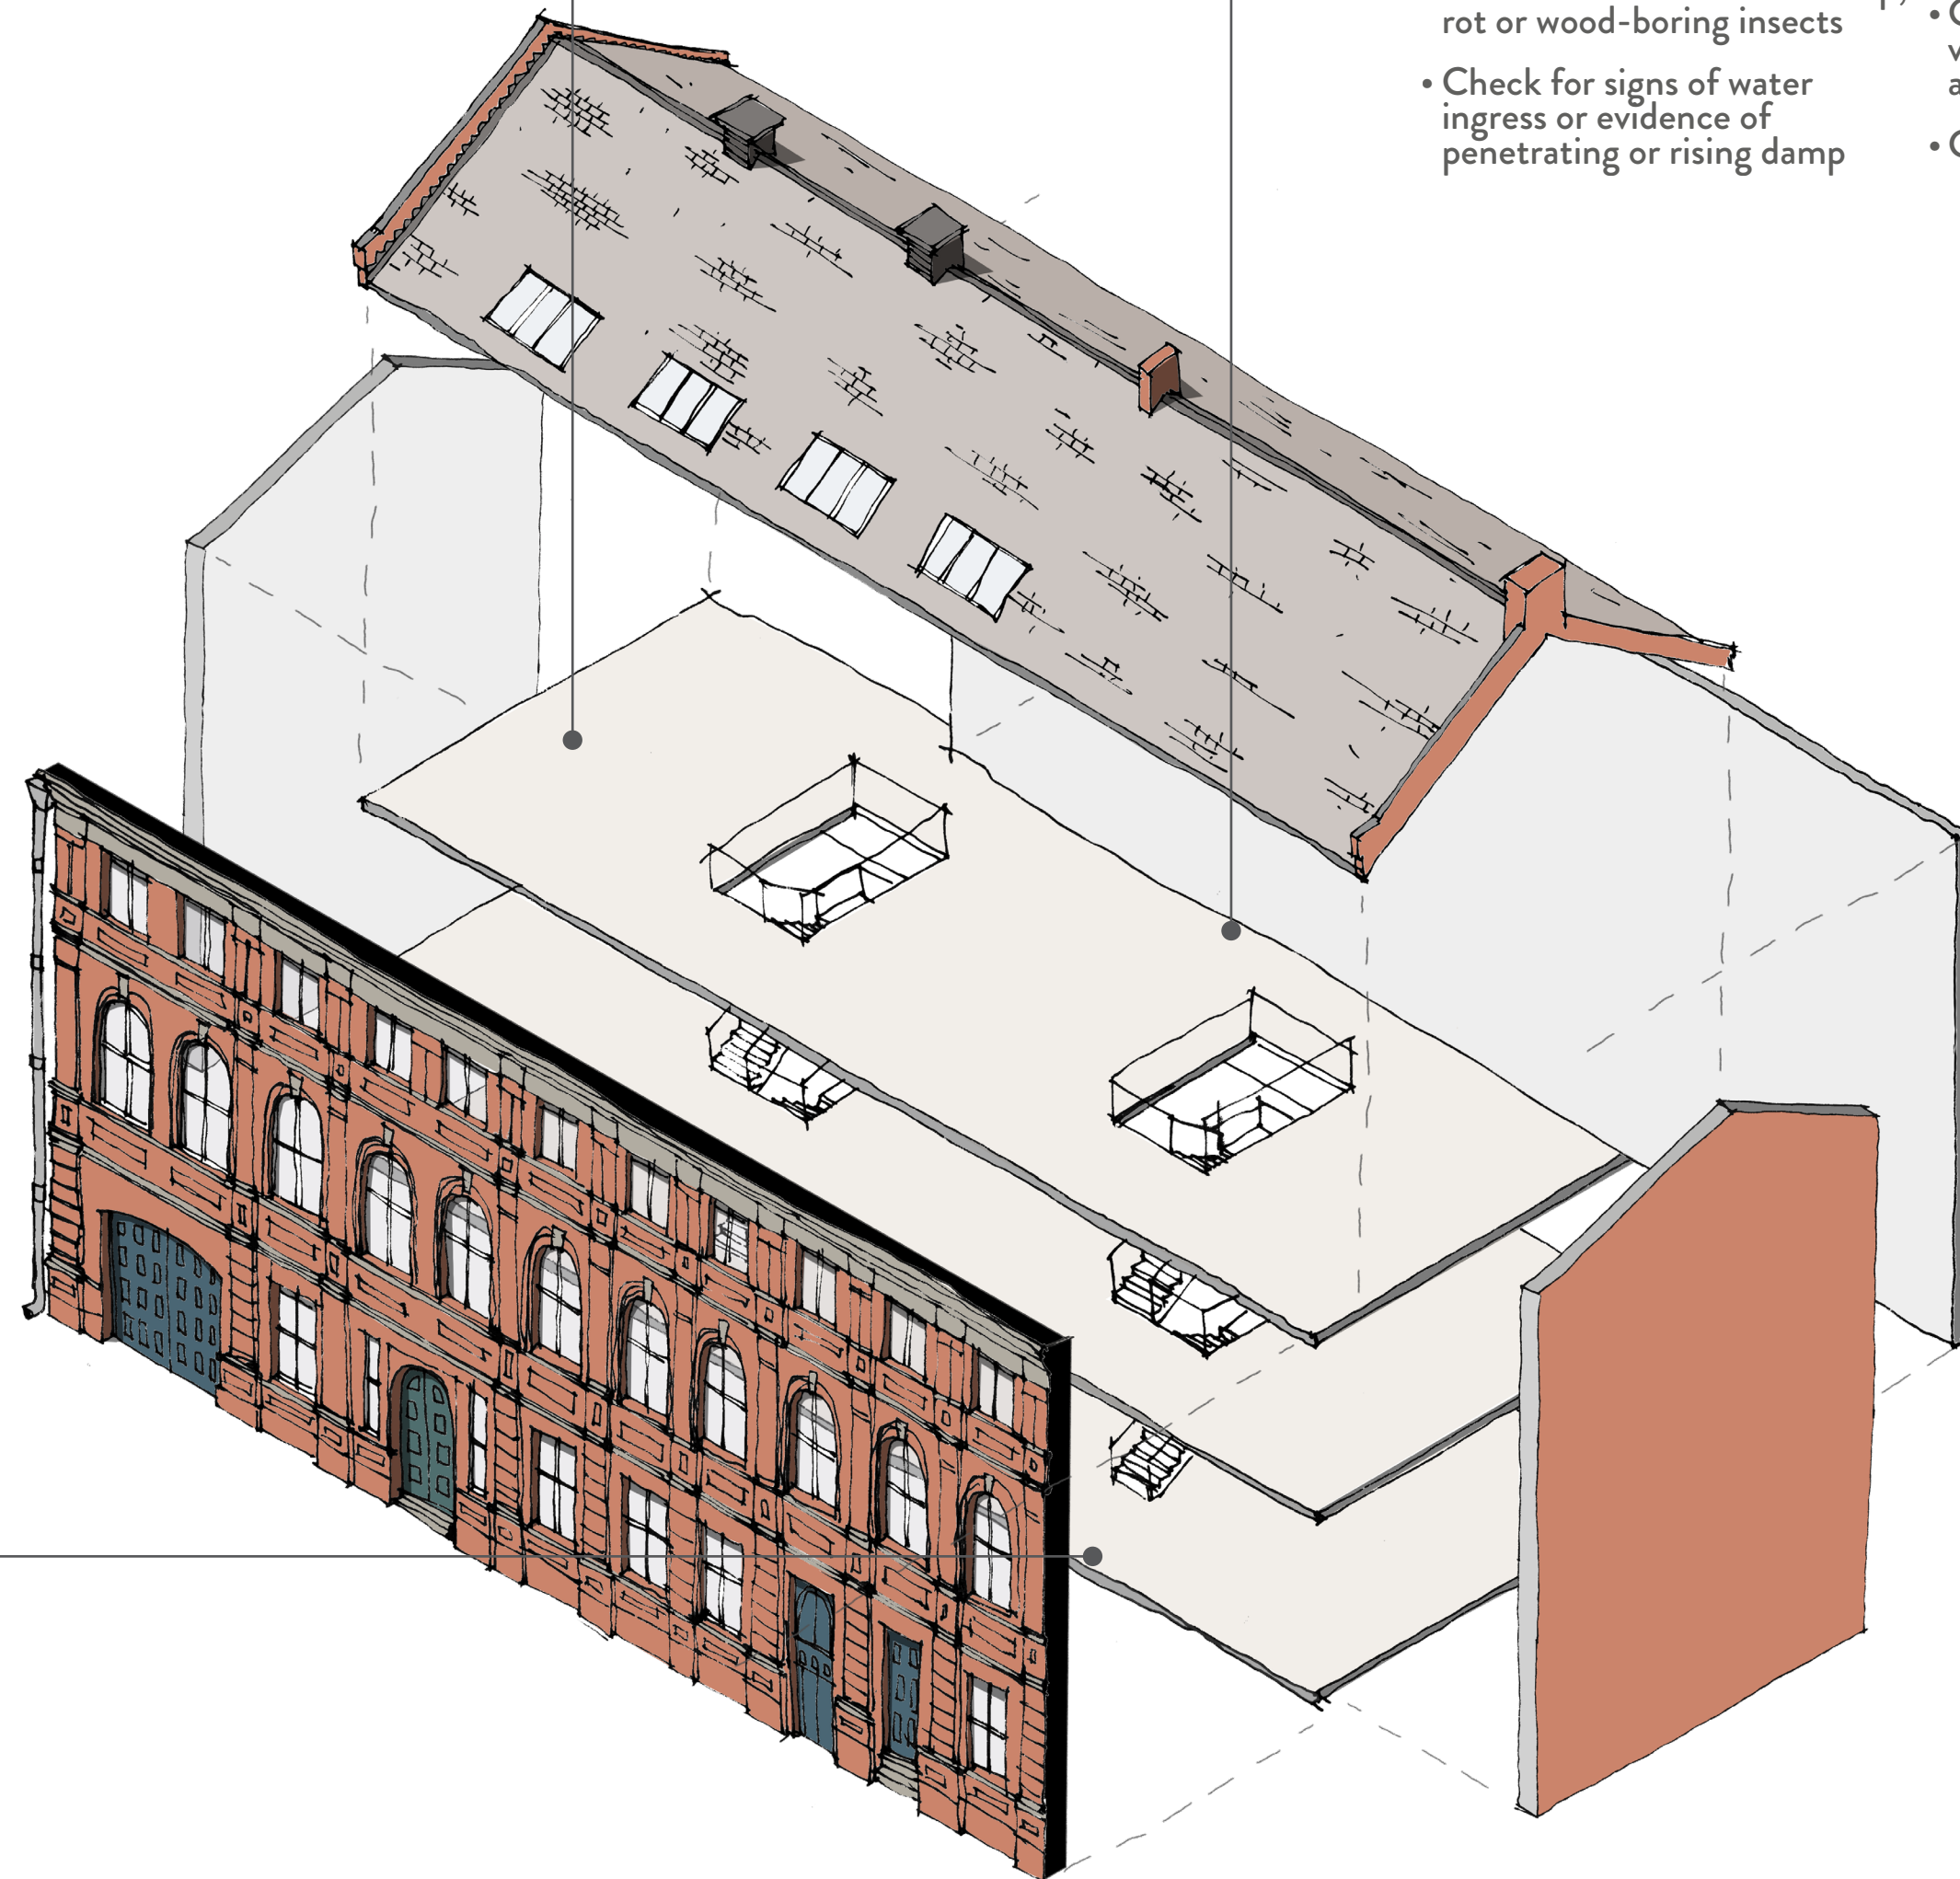 rot or wood-boring insects
• Check for signs of water
ingress or evidence of
penetrating or rising damp